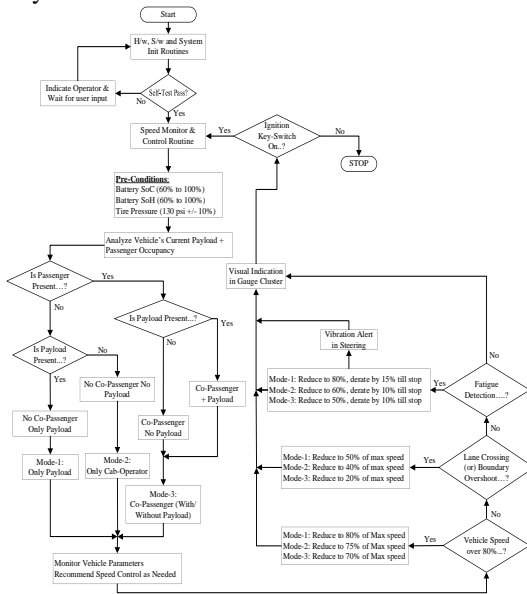 Start
H/w, S/w and System
Init Routines
Indicate Operator &
Wait for user input
Self-Test Pass?
No
Yes
Speed Monitor &
Control Routine
Yes
Ignition
Key-Switch
On..?
No
STOP
Pre-Conditions:
Battery SoC (60% to 100%)
Battery SoH (60% to 100%)
Tire Pressure (130 psi +/- 10%)
Analyze Vehicle's Current Payload +
Passenger Occupancy
Is Passenger
Present…?
Yes
No
Is Payload Present...?
Yes
No
Is Payload
Present...?
No
Yes
No Co-Passenger No
Payload
Co-Passenger
+ Payload
No Co-Passenger
Only Payload
Co-Passenger
No Payload
Mode-1:
Only Payload
Mode-2:
Only Cab-Operator
Mode-3:
Co-Passenger (With/
Without Payload)
Monitor Vehicle Parameters
Recommend Speed Control as Needed
Visual Indication
in Gauge Cluster
Vibration Alert
in Steering
No
Mode-1: Reduce to 80%, derate by 15% till stop
Mode-2: Reduce to 60%, derate by 10% till stop
Mode-3: Reduce to 50%, derate by 10% till stop
Yes
Fatigue
Detection….?
No
Mode-1: Reduce to 50% of max speed
Mode-2: Reduce to 40% of max speed
Mode-3: Reduce to 20% of max speed
Yes
Lane Crossing
(or) Boundary
Overshoot…?
No
Mode-1: Reduce to 80% of Max speed
Mode-2: Reduce to 75% of Max speed
Mode-3: Reduce to 70% of Max speed
Yes
Vehicle Speed
over 80%...?